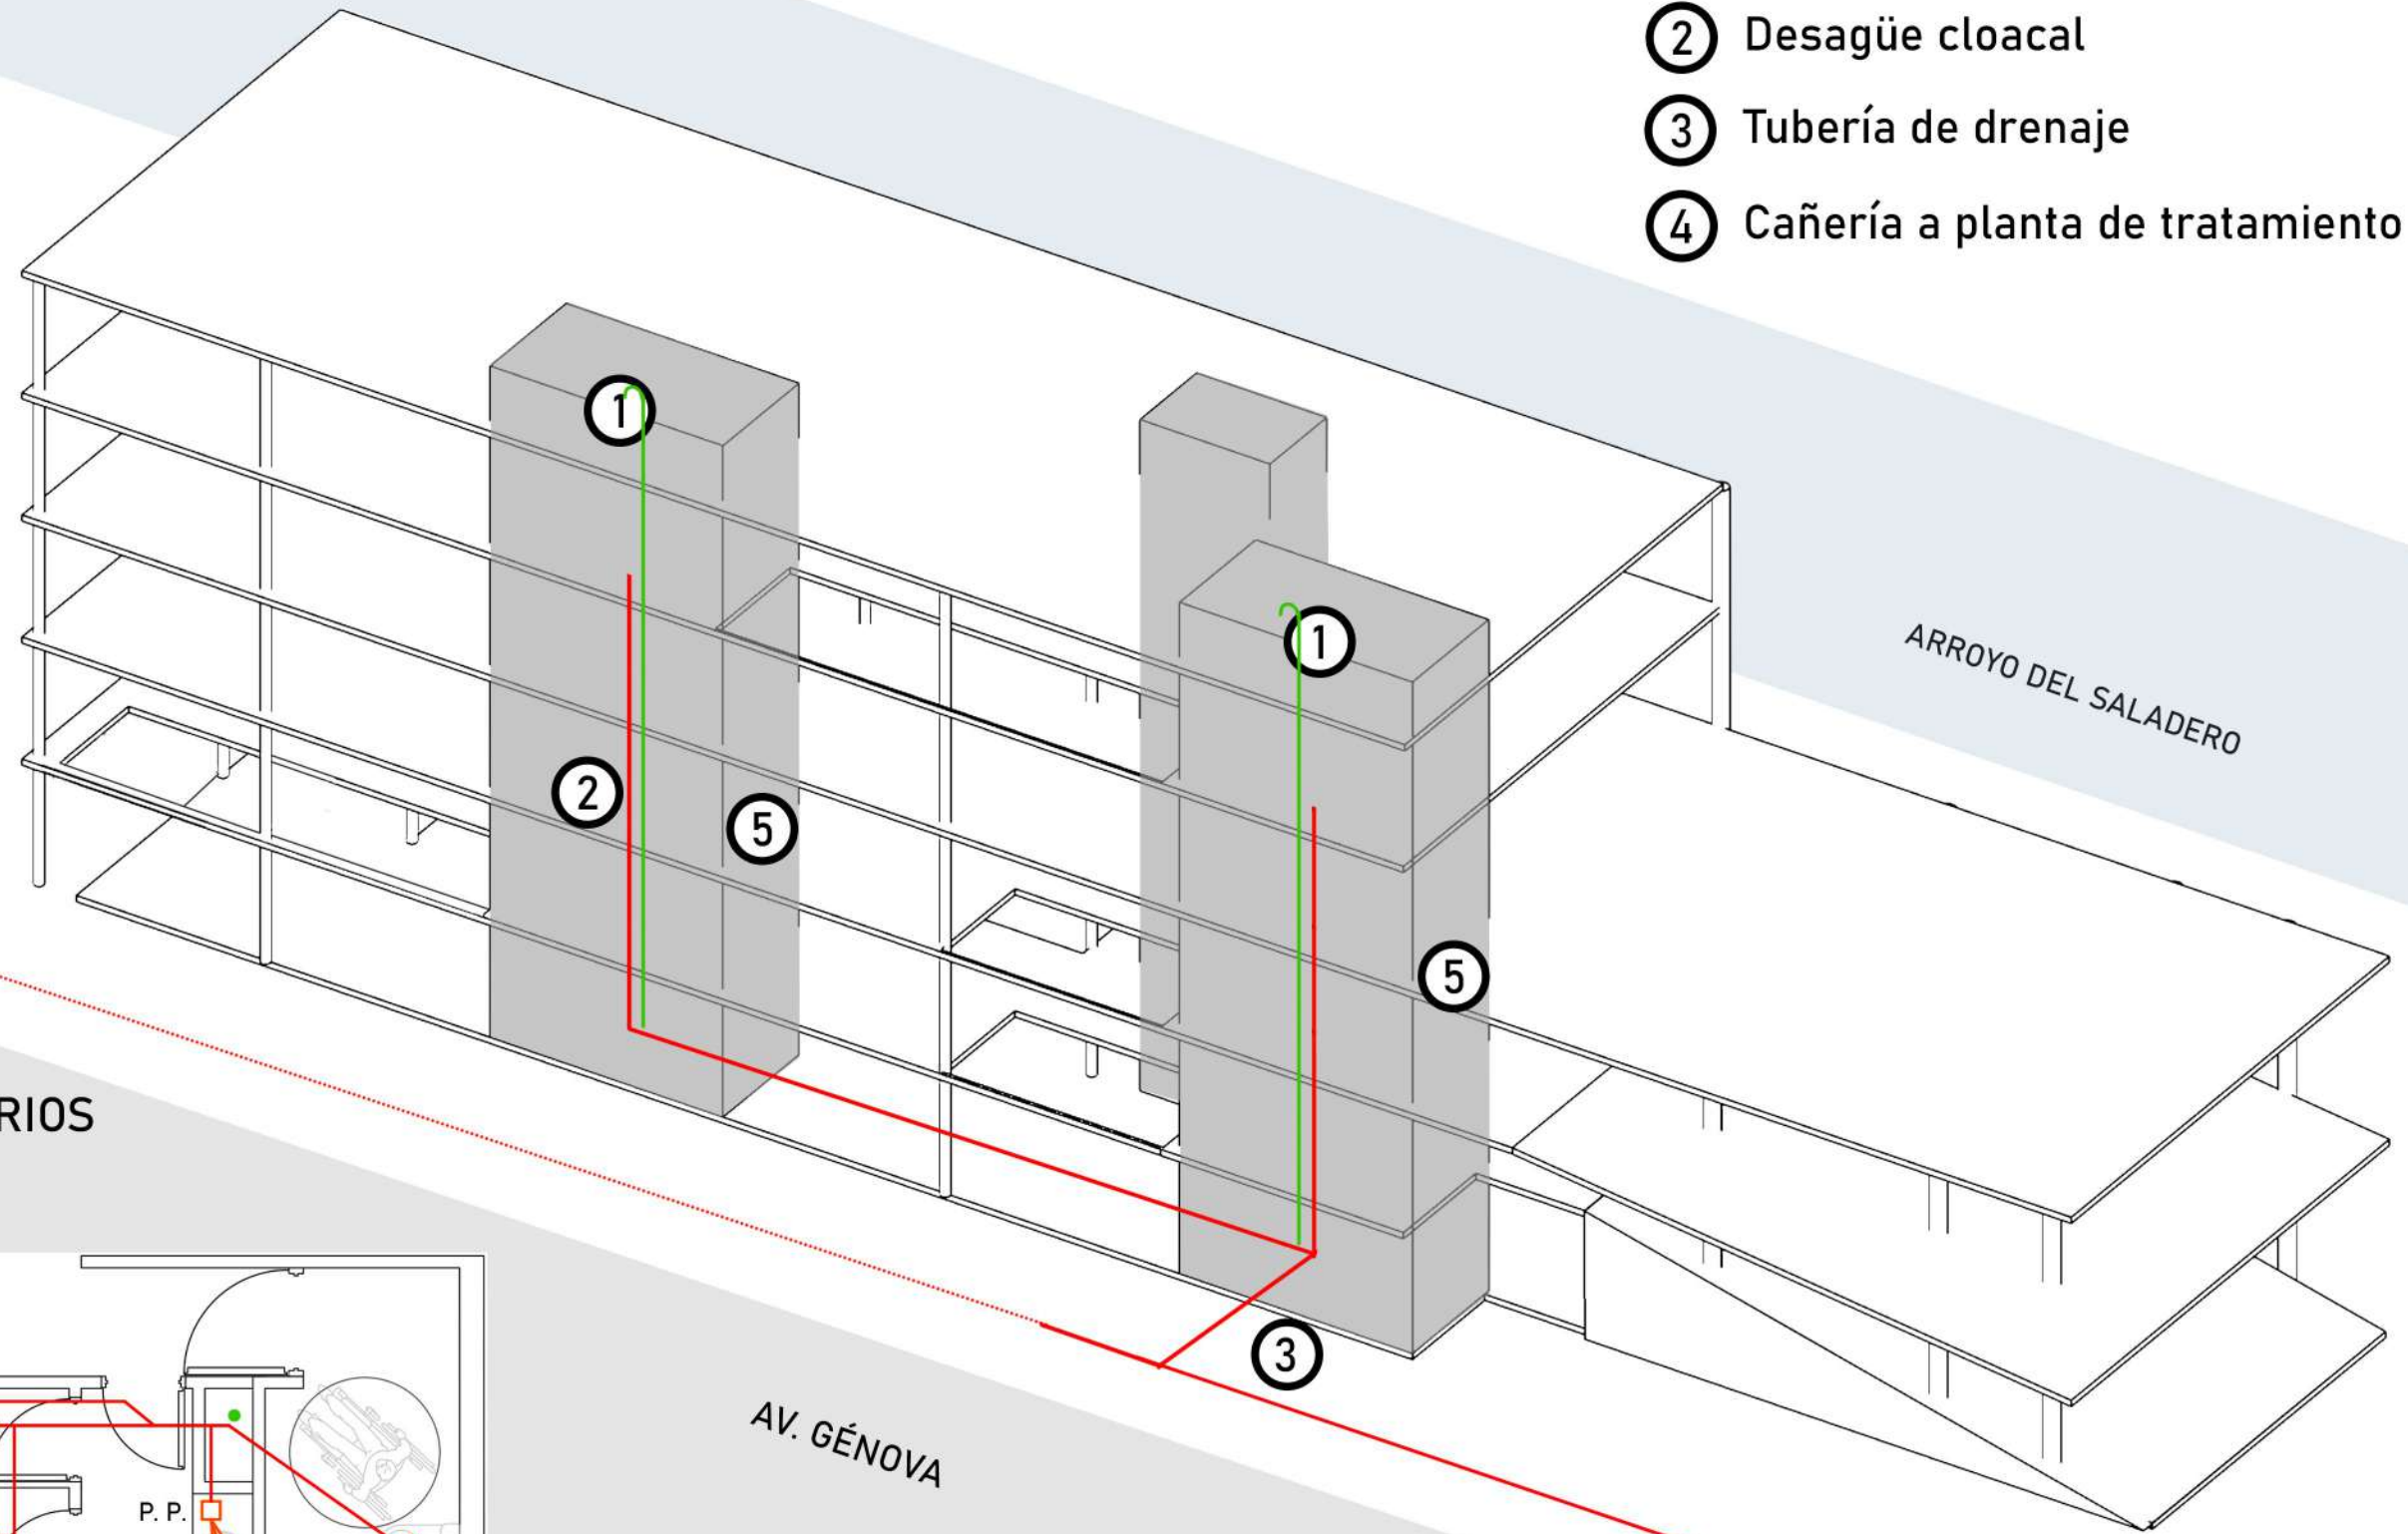 2 Desagüe cloacal
3 Tubería de drenaje
4 Cañería a planta de tratamiento
1
1
ARROYO DEL SALADERO
2
5
5
RIOS
3
AV. GÉNOVA
P. P.